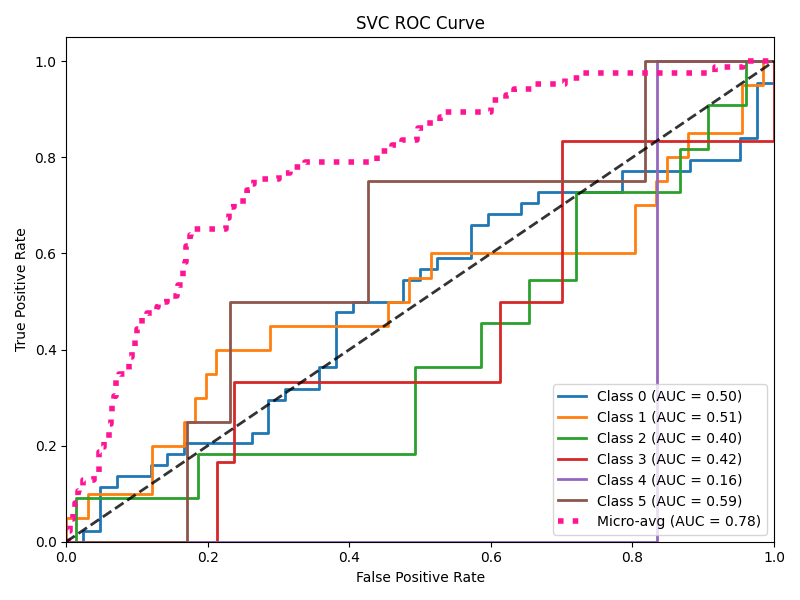 SVC ROC Curve
True Positive Rate
1.0
0.8
0.6
0.4
0.2
0.0
0.0
0.2
0.4
0.6
0.8
1.0
False Positive Rate
Class 0 (AUC = 0.50)
Class 1 (AUC = 0.51)
Class 2 (AUC = 0.40)
Class 3 (AUC = 0.42)
Class 4 (AUC = 0.16)
Class 5 (AUC = 0.59)
Micro-avg (AUC = 0.78)